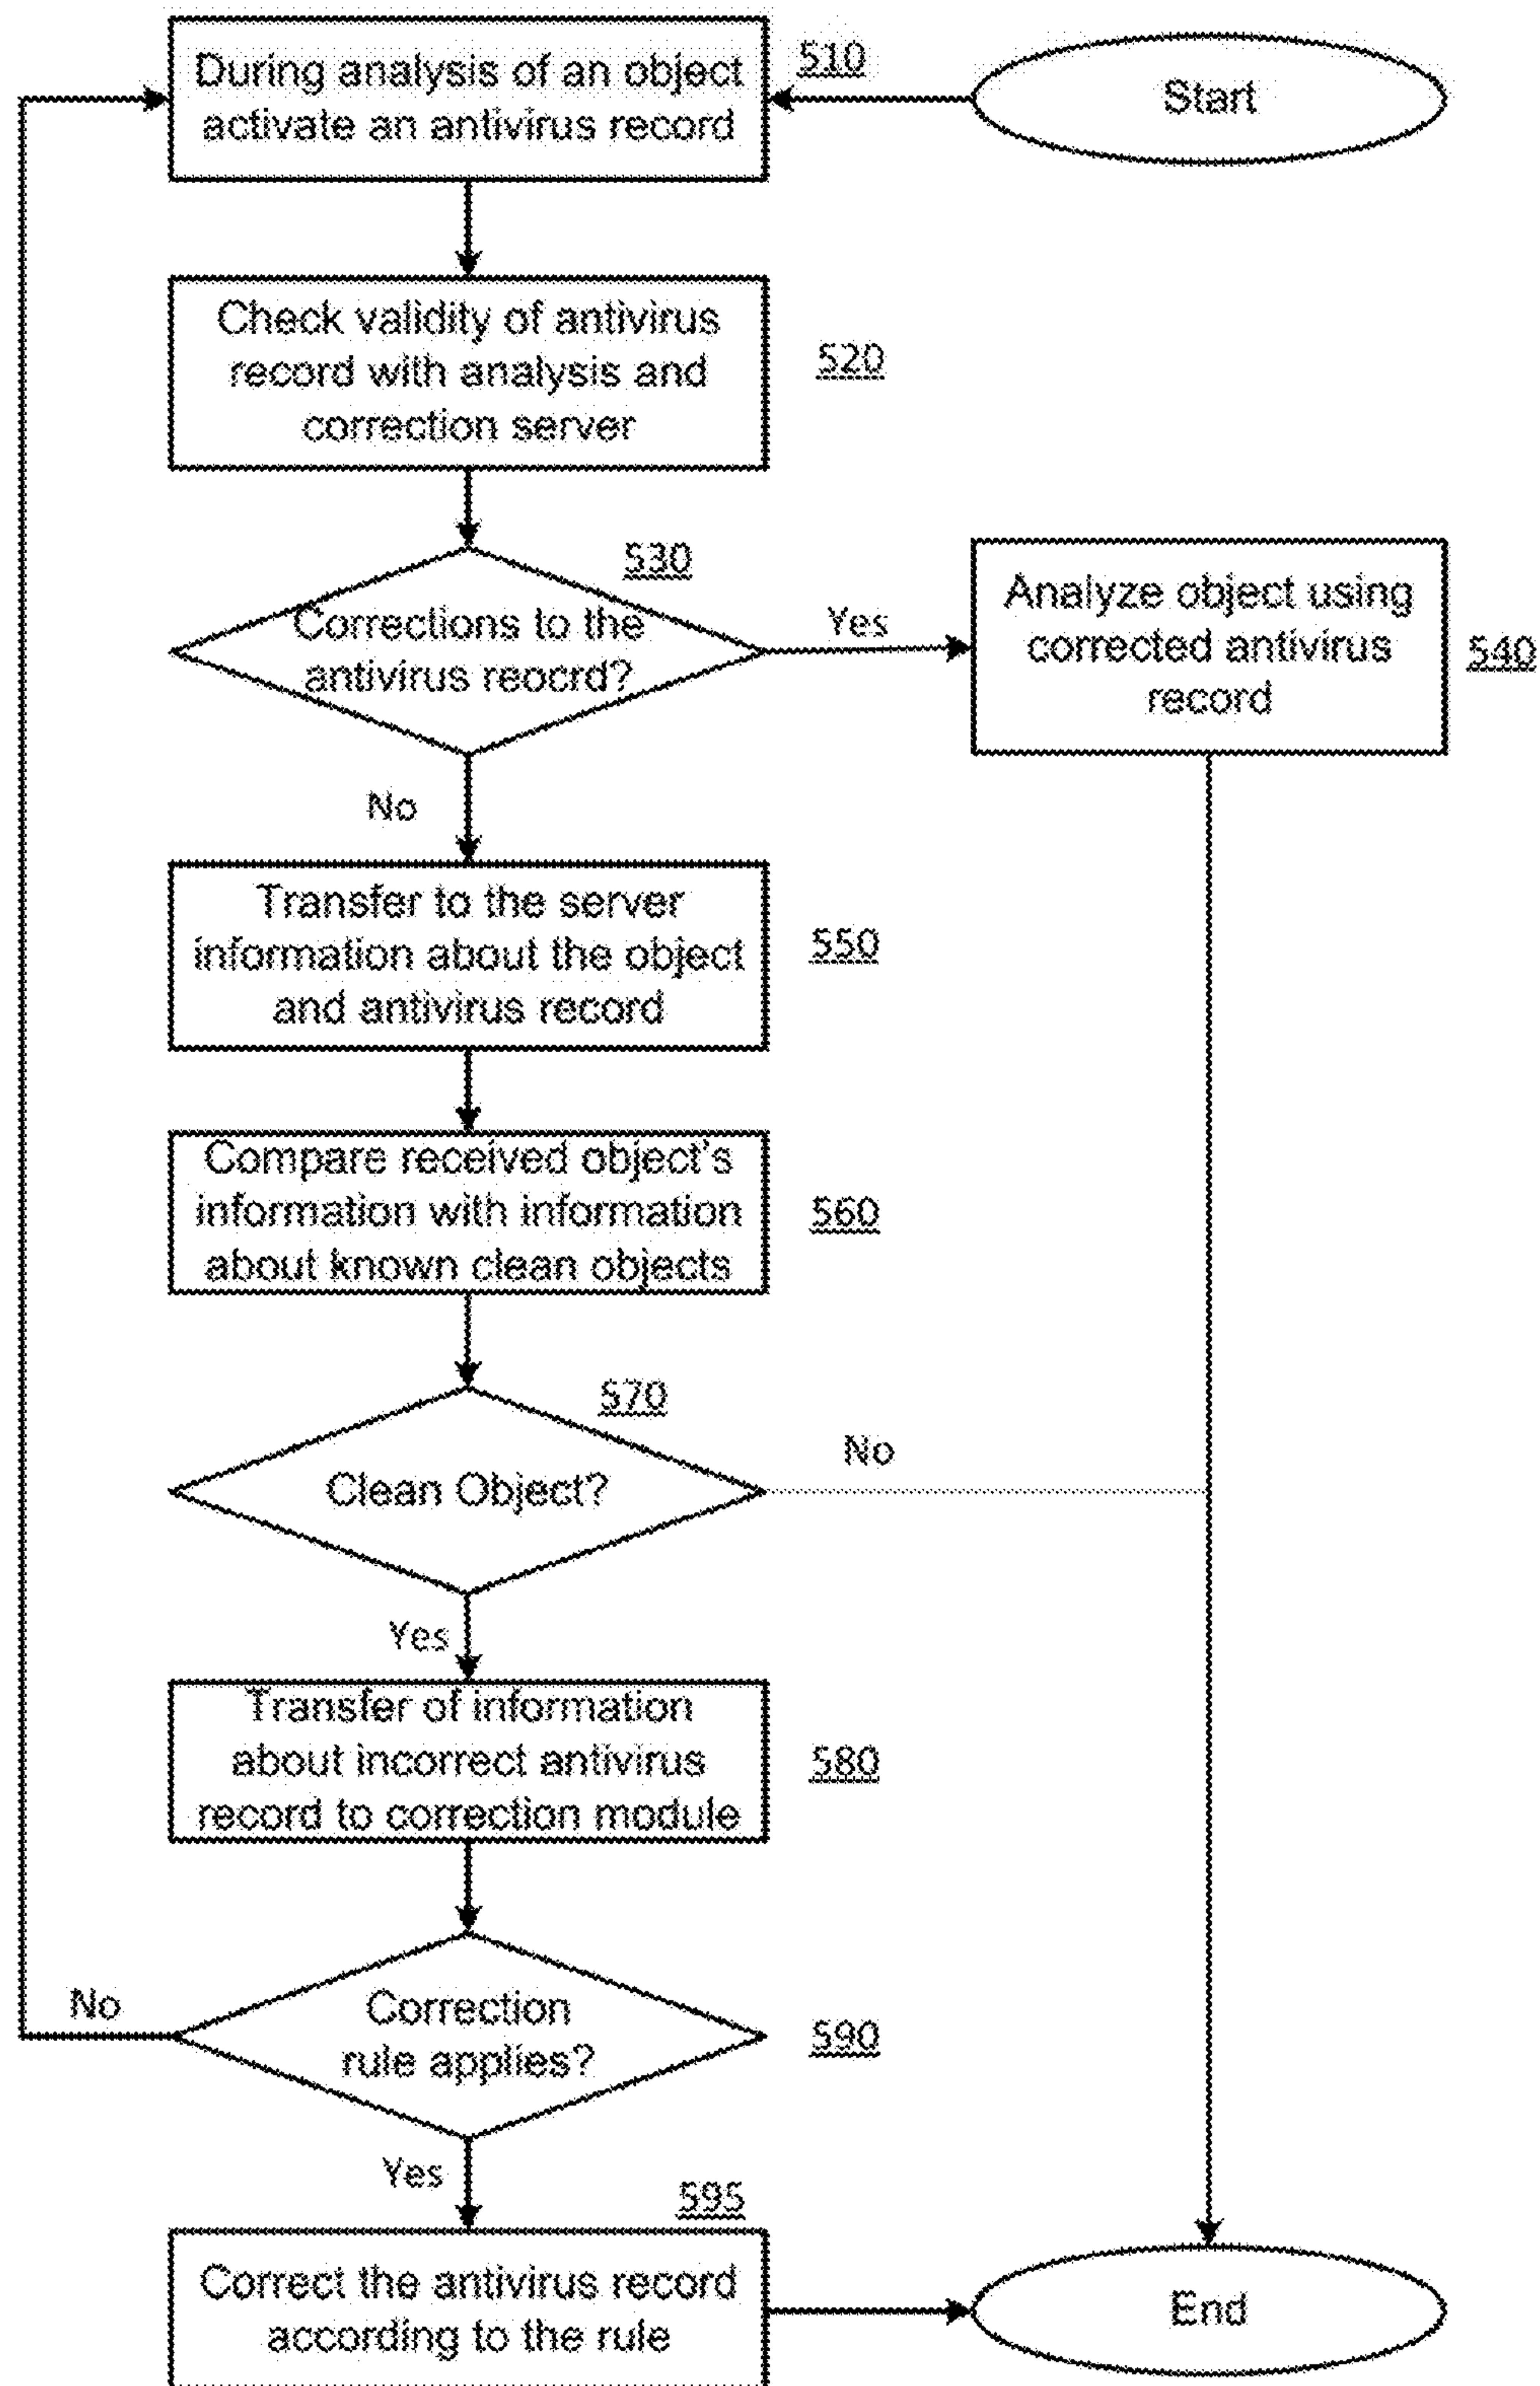 During analysis of an object
activate an antivirus record
510
Start
Check validity of antivirus
record with analysis and
correction server
520
530
Corrections to the
antivirus reocrd?
Yes
Analyze object using
corrected antivirus
record
540
No
Transfer to the server
information about the object
and antivirus record
550
Compare received object's
information with information
about known clean objects
560
570
Clean Object?
No
Yes
Transfer of information
about incorrect antivirus
record to correction module
580
Correction
rule applies?
No
590
Yes
595
Correct the antivirus record
according to the rule
End